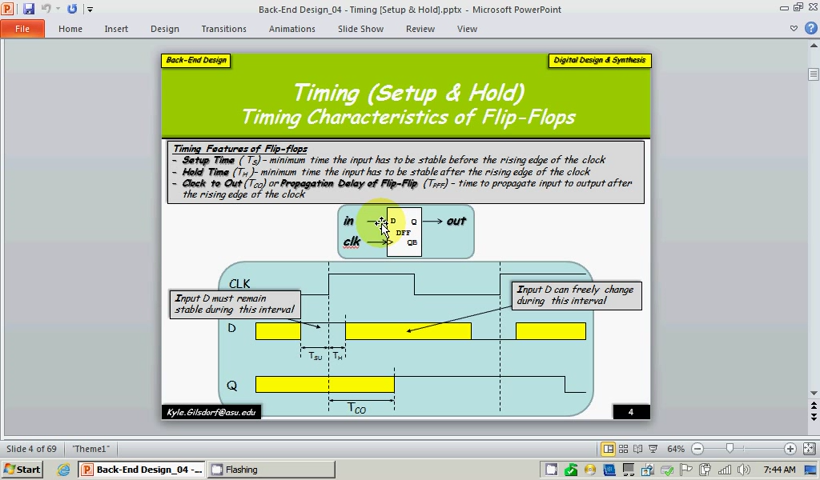 Back-End Design_04 - Timing [Setup & Hold].pptx - Microsoft PowerPoint
File Home Insert Design Transitions Animations Slide Show Review View
Back-End Design
Digital Design & Synthesis
Timing (Setup & Hold)
Timing Characteristics of Flip-Flops
Timing Features of Flip-flops
- Setup Time (TS) – minimum time the input has to be stable before the rising edge of the clock
- Hold Time (TH) – minimum time the input has to be stable after the rising edge of the clock
- Clock to Out (TCO) or Propagation Delay of Flip-Flip (TPFF) – time to propagate input to output after
the rising edge of the clock
in D Q out
DFF
clk QB
CLK
Input D must remain
stable during this interval
Input D can freely change
during this interval
D
TSU TH
Q
TCO
Kyle.Gilsdorf@asu.edu
4
Slide 4 of 69 "Theme1" 64%
Start Back-End Design_04 -... Flashing 7:44 AM